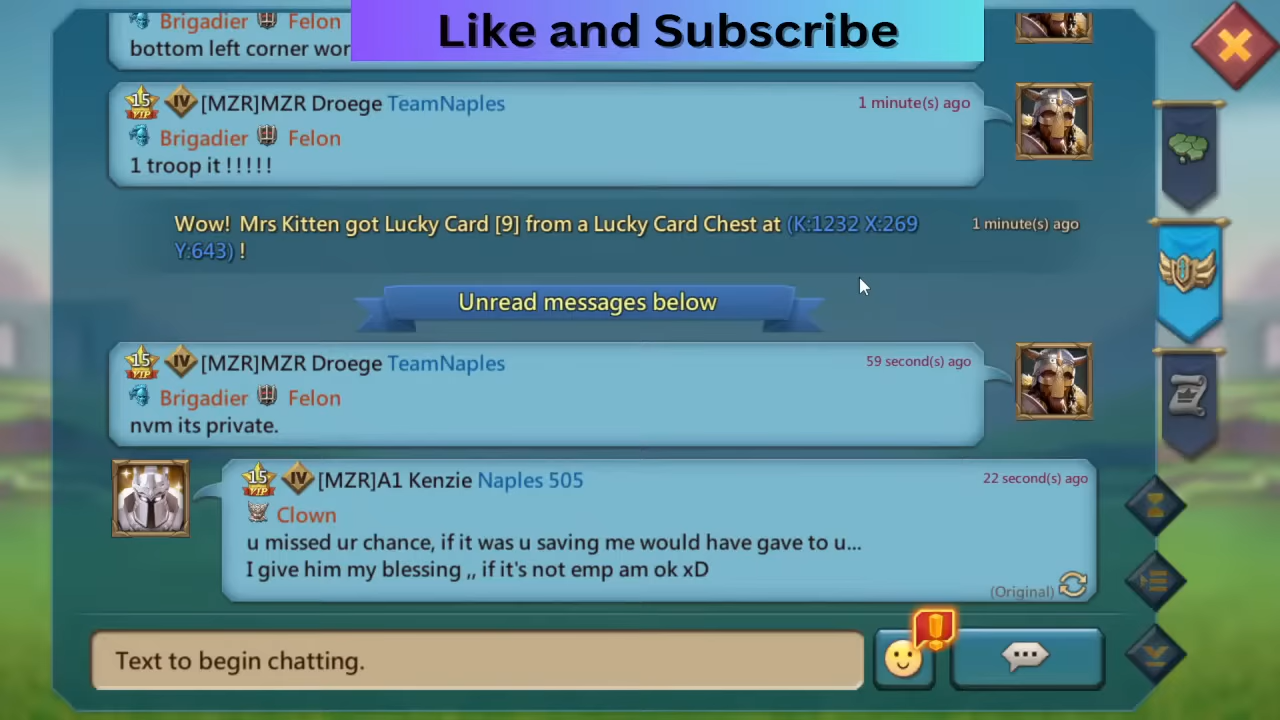 Like and Subscribe
Brigadier Felon
bottom left corner wor
15 VIP IV [MZR]MZR Droege TeamNaples 1 minute(s) ago
Brigadier Felon
1 troop it !!!!!
Wow! Mrs Kitten got Lucky Card [9] from a Lucky Card Chest at (K:1232 X:269 1 minute(s) ago
Y:643) !
Unread messages below
15 VIP IV [MZR]MZR Droege TeamNaples 59 second(s) ago
Brigadier Felon
nvm its private.
15 VIP IV [MZR]A1 Kenzie Naples 505 22 second(s) ago
Clown
u missed ur chance, if it was u saving me would have gave to u...
I give him my blessing ,, if it's not emp am ok xD
(Original)
Text to begin chatting.